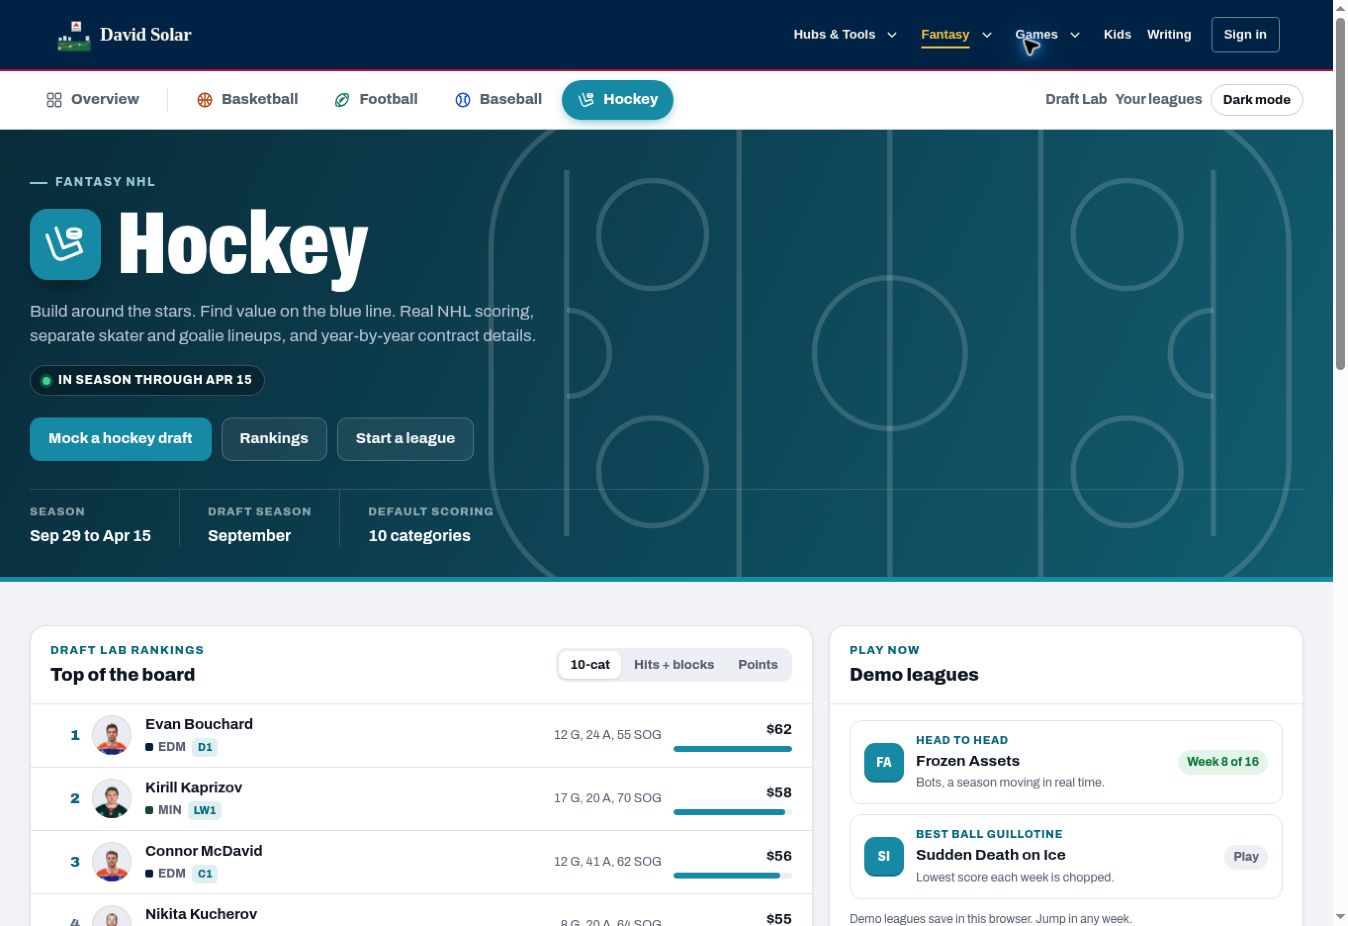 David Solar
Hubs & Tools
Fantasy
Games
Kids
Writing
Sign in
Overview
Basketball
Football
Baseball
Hockey
Draft Lab
Your leagues
Dark mode
FANTASY NHL
Hockey
Build around the stars. Find value on the blue line. Real NHL scoring,
separate skater and goalie lineups, and year-by-year contract details.
IN SEASON THROUGH APR 15
Mock a hockey draft
Rankings
Start a league
SEASON
Sep 29 to Apr 15
DRAFT SEASON
September
DEFAULT SCORING
10 categories
DRAFT LAB RANKINGS
Top of the board
10-cat
Hits + blocks
Points
1
Evan Bouchard
EDM D1
12 G, 24 A, 55 SOG
$62
2
Kirill Kaprizov
MIN LW1
17 G, 20 A, 70 SOG
$58
3
Connor McDavid
EDM C1
12 G, 41 A, 62 SOG
$56
4
Nikita Kucherov
8 G, 20 A, 64 SOG
$55
PLAY NOW
Demo leagues
FA
HEAD TO HEAD
Frozen Assets
Bots, a season moving in real time.
Week 8 of 16
SI
BEST BALL GUILLOTINE
Sudden Death on Ice
Lowest score each week is chopped.
Play
Demo leagues save in this browser. Jump in any week.